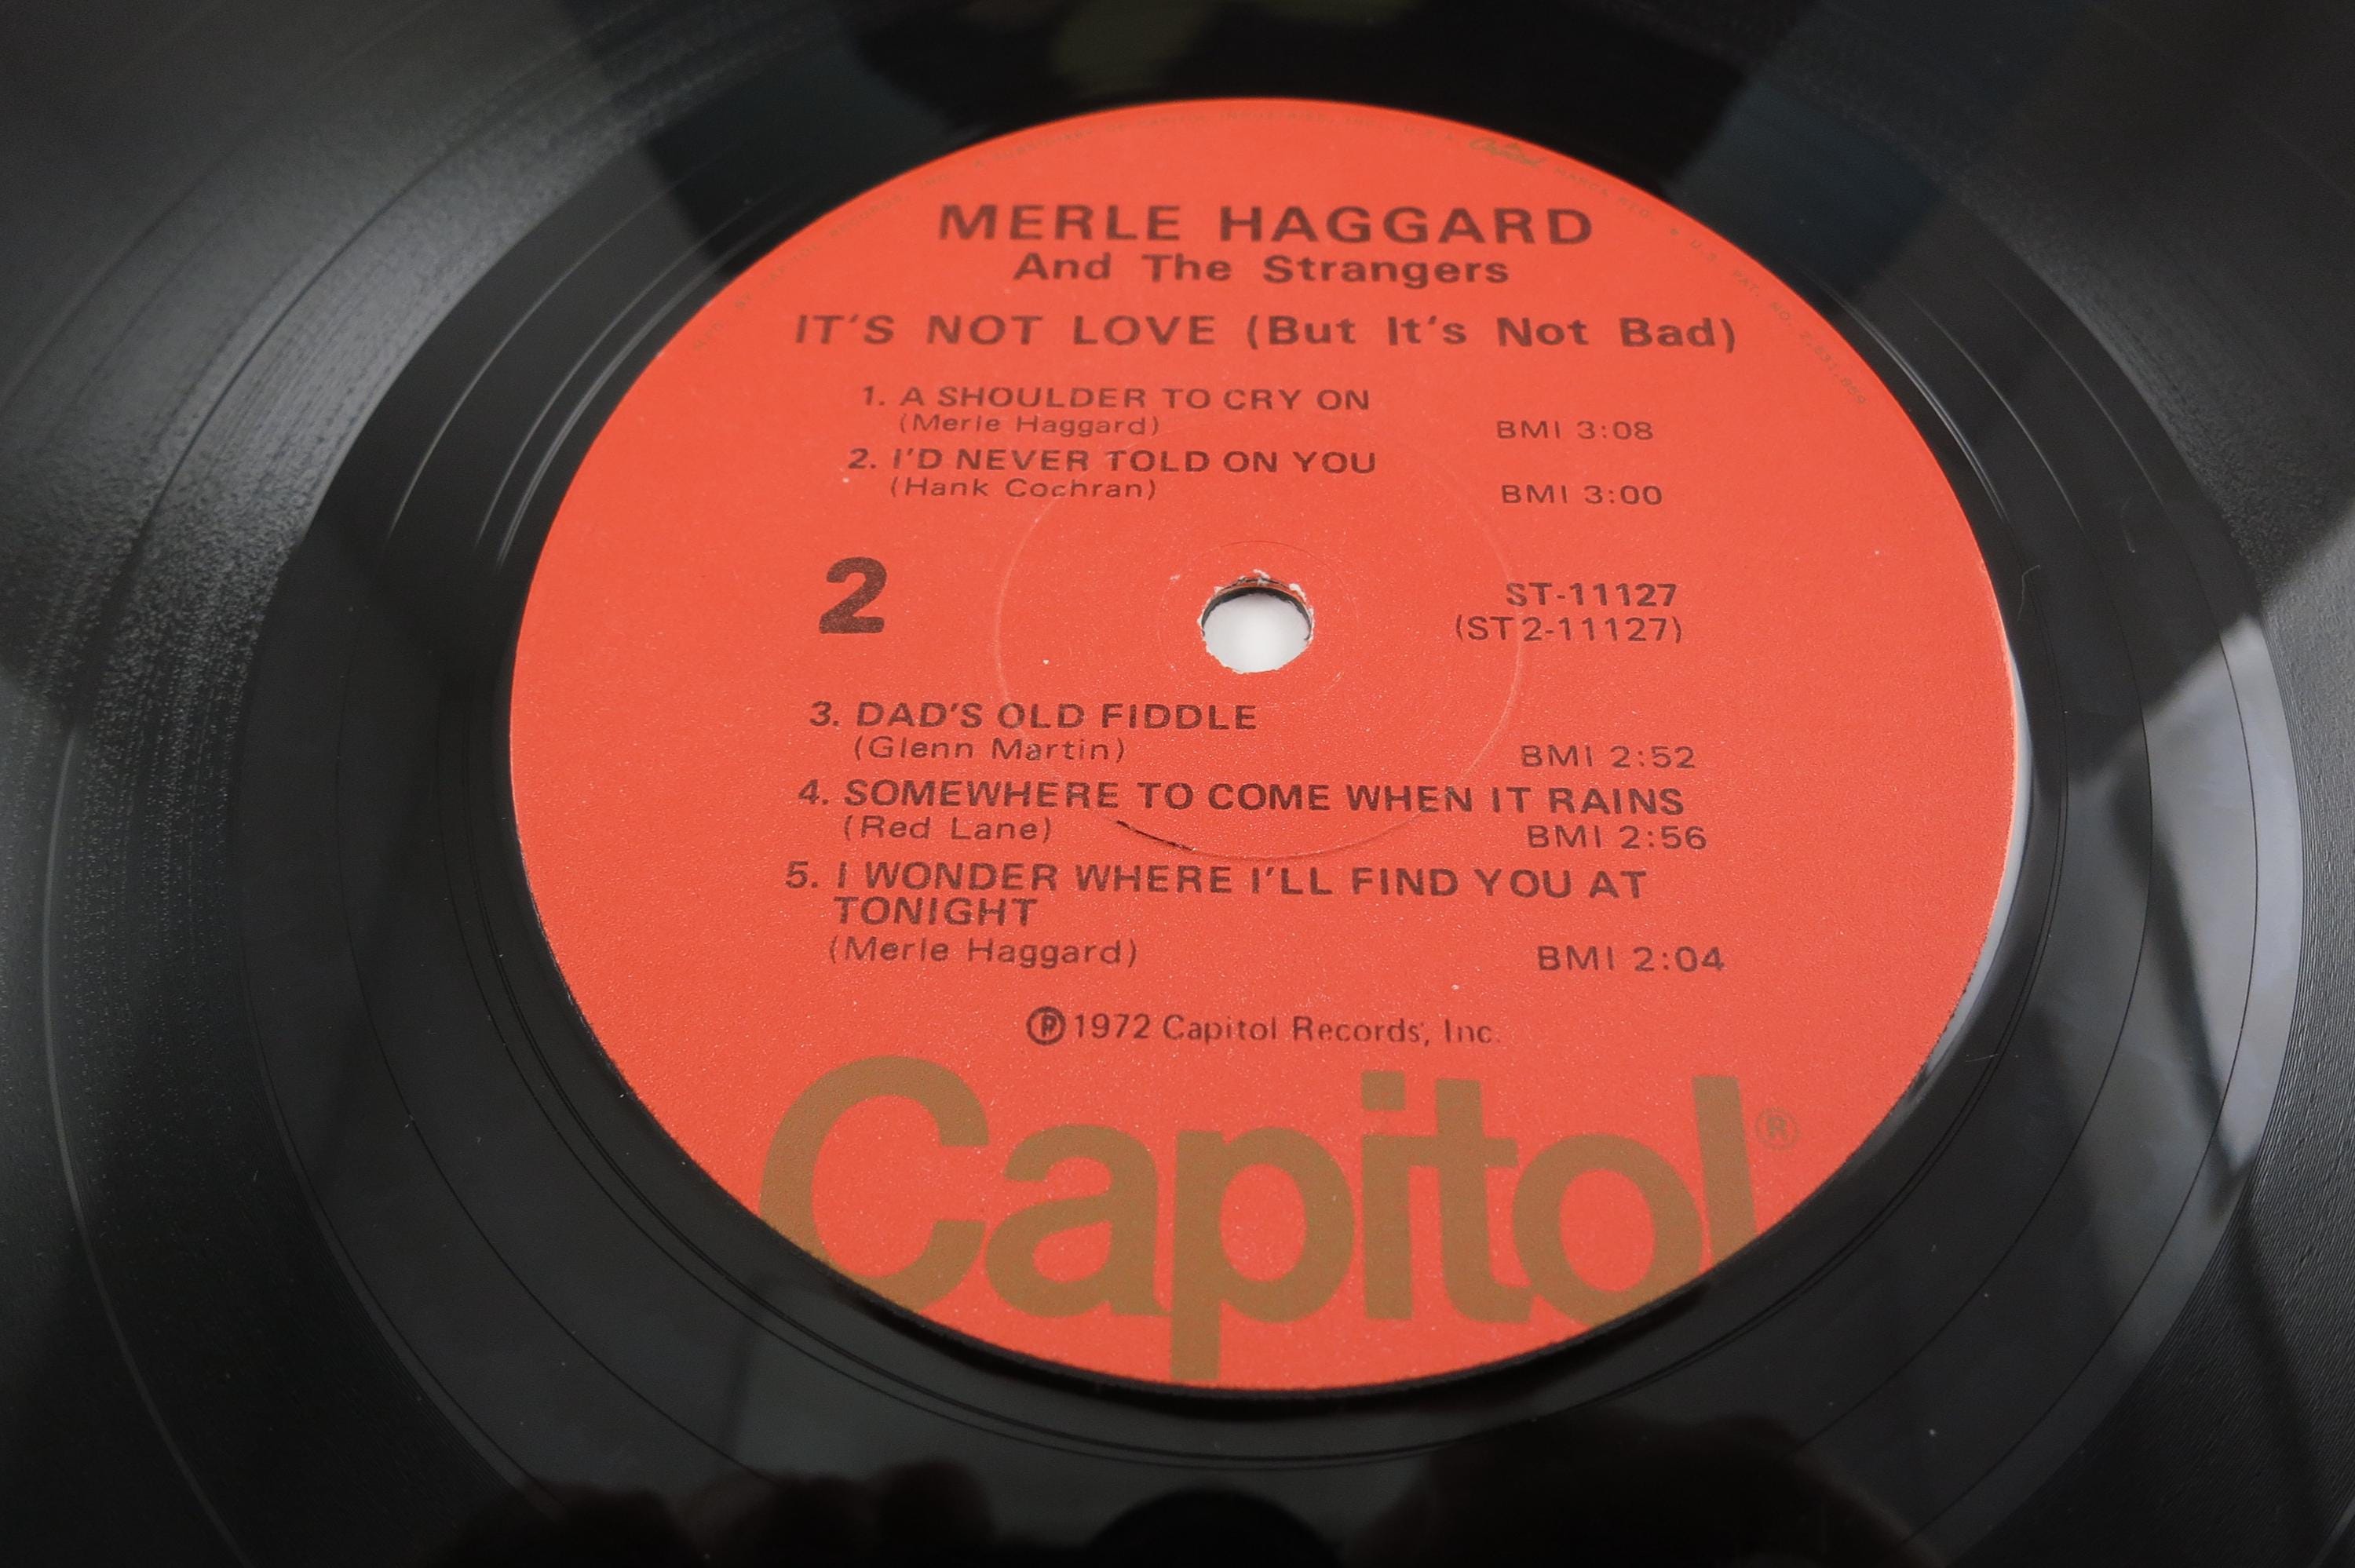 MERLE HAGGARD
And The Strangers
IT'S NOT LOVE (But It's Not Bad)
1. A SHOULDER TO CRY ON
(Merle Haggard) BMI 3:08
2. I'D NEVER TOLD ON YOU
(Hank Cochran) BMI 3:00
2
ST-11127
(ST2-11127)
3. DAD'S OLD FIDDLE
(Glenn Martin) BMI 2:52
4. SOMEWHERE TO COME WHEN IT RAINS
(Red Lane) BMI 2:56
5. I WONDER WHERE I'LL FIND YOU AT
TONIGHT
(Merle Haggard) BMI 2:04
Ⓟ1972 Capitol Records, Inc.
Capitol®